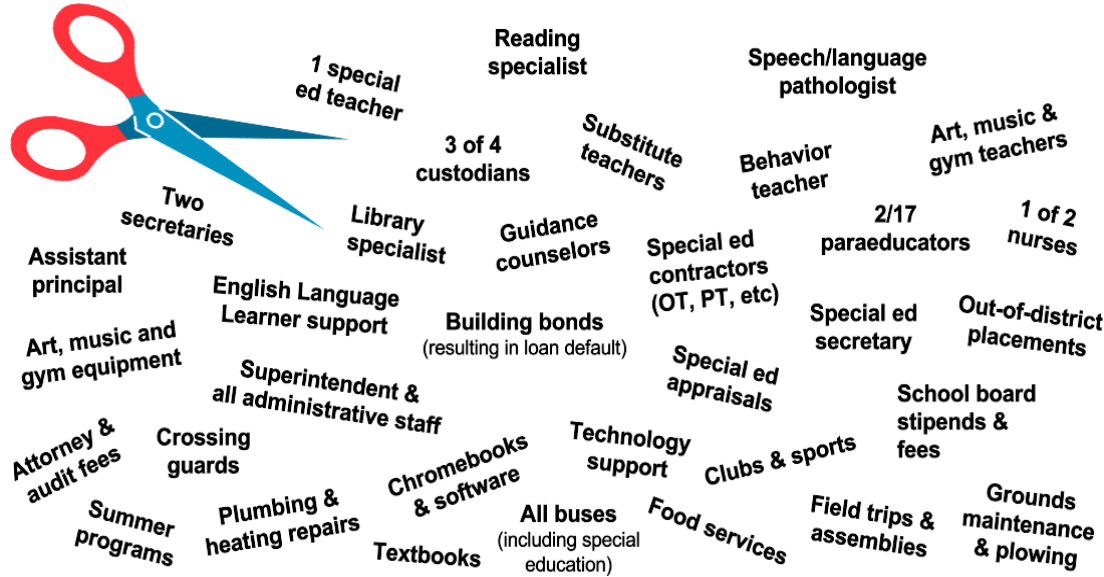 1 special
ed teacher
Reading
specialist
Speech/language
pathologist
3 of 4
custodians
Substitute
teachers
Behavior
teacher
Art, music &
gym teachers
Two
secretaries
Library
specialist
Guidance
counselors
Special ed
contractors
(OT, PT, etc)
2/17
paraeducators
1 of 2
nurses
Assistant
principal
English Language
Learner support
Building bonds
(resulting in loan default)
Special ed
secretary
Out-of-district
placements
Art, music and
gym equipment
Superintendent &
all administrative staff
Special ed
appraisals
School board
stipends &
fees
Attorney &
audit fees
Crossing
guards
Chromebooks
& software
Technology
support
Clubs & sports
Summer
programs
Plumbing &
heating repairs
Textbooks
All buses
(including special
education)
Food services
Field trips &
assemblies
Grounds
maintenance
& plowing